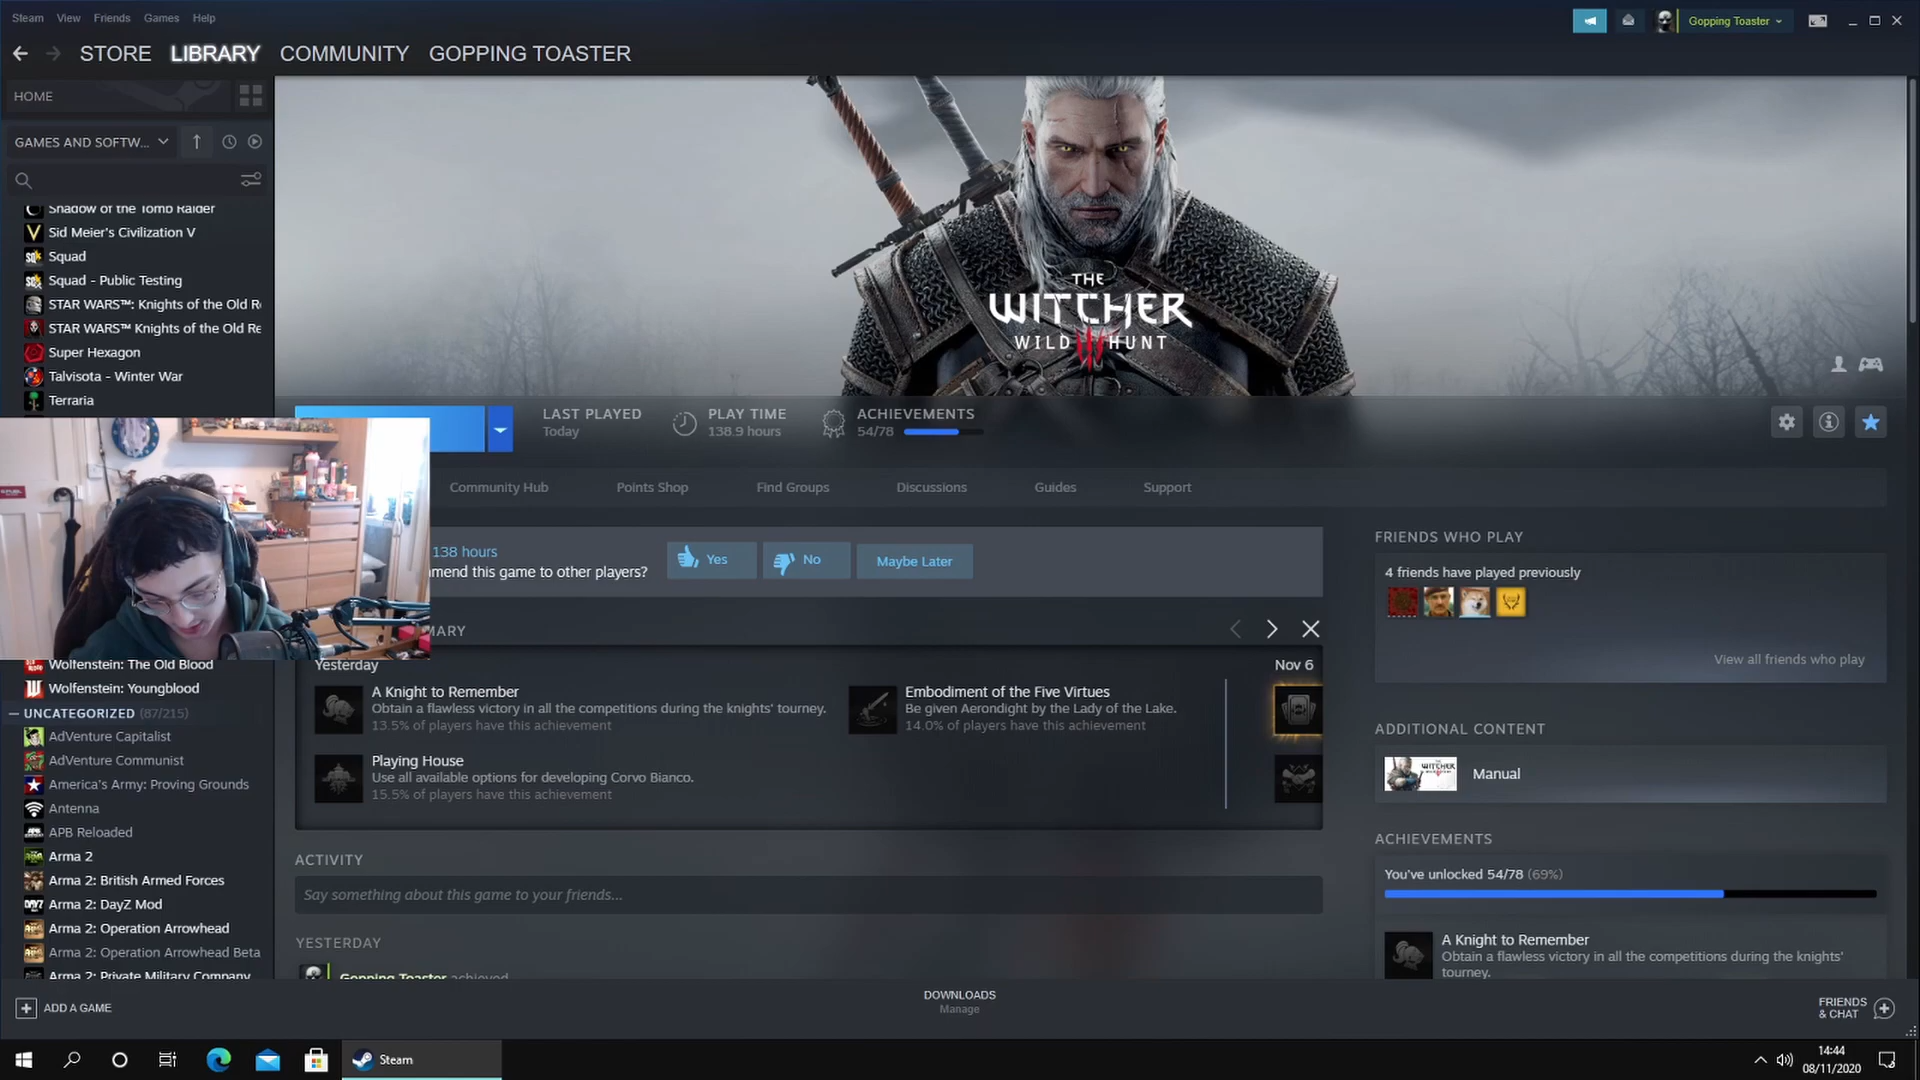 Steam View Friends Games Help
Gopping Toaster
STORE LIBRARY COMMUNITY GOPPING TOASTER
HOME
GAMES AND SOFTW...
Shadow of the Tomb Raider
Sid Meier's Civilization V
Squad
Squad - Public Testing
STAR WARS™: Knights of the Old Re
STAR WARS™ Knights of the Old Re
Super Hexagon
Talvisota - Winter War
Terraria
Wolfenstein: The Old Blood
Wolfenstein: Youngblood
UNCATEGORIZED (87/215)
AdVenture Capitalist
AdVenture Communist
America's Army: Proving Grounds
Antenna
APB Reloaded
Arma 2
Arma 2: British Armed Forces
Arma 2: DayZ Mod
Arma 2: Operation Arrowhead
Arma 2: Operation Arrowhead Beta
Arma 2: Private Military Company
THE
WITCHER
WILD HUNT
LAST PLAYED
Today
PLAY TIME
138.9 hours
ACHIEVEMENTS
54/78
Community Hub Points Shop Find Groups Discussions Guides Support
138 hours
mend this game to other players?
Yes No Maybe Later
MARY
Yesterday
A Knight to Remember
Obtain a flawless victory in all the competitions during the knights' tourney.
13.5% of players have this achievement
Embodiment of the Five Virtues
Be given Aerondight by the Lady of the Lake.
14.0% of players have this achievement
Playing House
Use all available options for developing Corvo Bianco.
15.5% of players have this achievement
Nov 6
ACTIVITY
Say something about this game to your friends...
YESTERDAY
Gopping Toaster achieved
FRIENDS WHO PLAY
4 friends have played previously
View all friends who play
ADDITIONAL CONTENT
Manual
ACHIEVEMENTS
You've unlocked 54/78 (69%)
A Knight to Remember
Obtain a flawless victory in all the competitions during the knights'
tourney.
ADD A GAME
DOWNLOADS
Manage
FRIENDS
& CHAT
Steam
14:44
08/11/2020